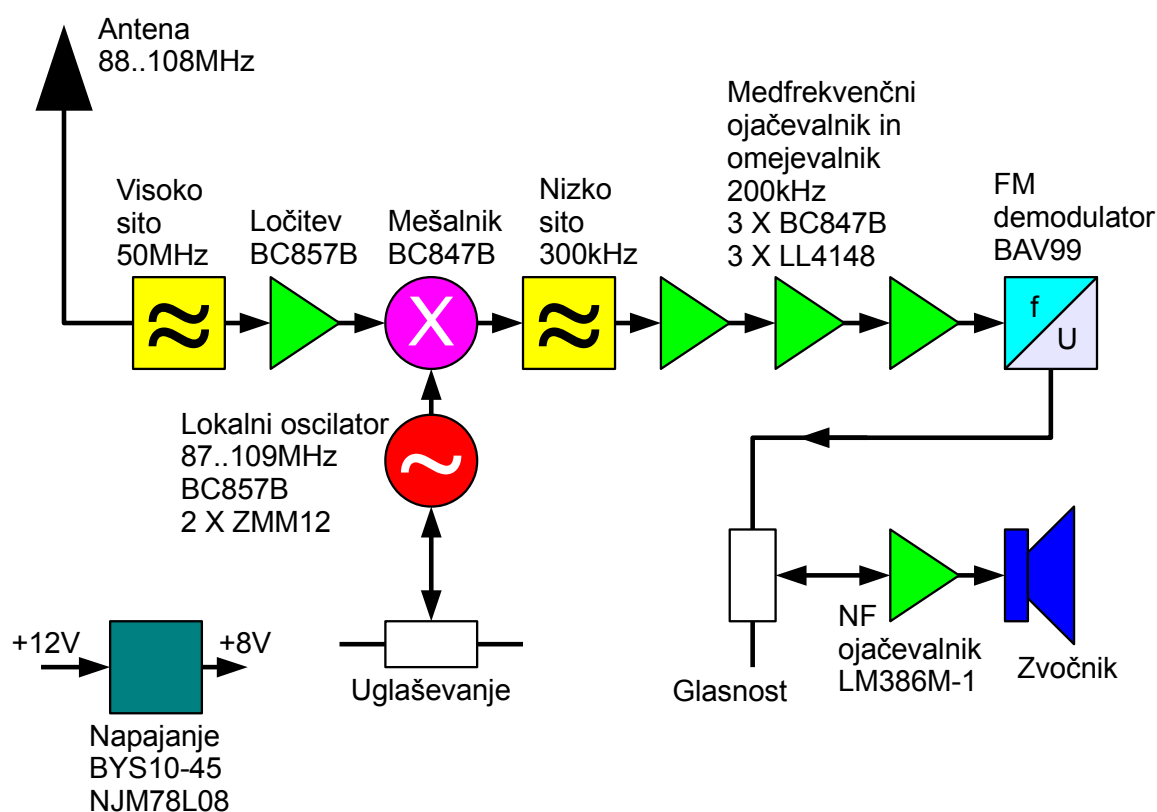 Antena
88..108MHz
Visoko
sito
50MHz
Ločitev
BC857B
Mešalnik
BC847B
Nizko
sito
300kHz
Medfrekvenčni
ojačevalnik in
omejevalnik
200kHz
3 X BC847B
3 X LL4148
FM
demodulator
BAV99
X
f
U
Lokalni oscilator
87..109MHz
BC857B
2 X ZMM12
+12V
+8V
Uglaševanje
Glasnost
NF
ojačevalnik
LM386M-1
Zvočnik
Napajanje
BYS10-45
NJM78L08